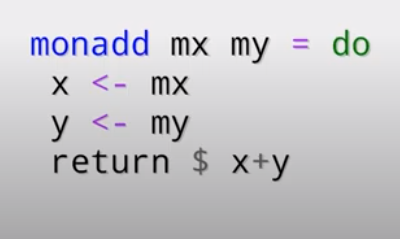 monadd mx my = do
x <- mx
y <- my
return $ x+y